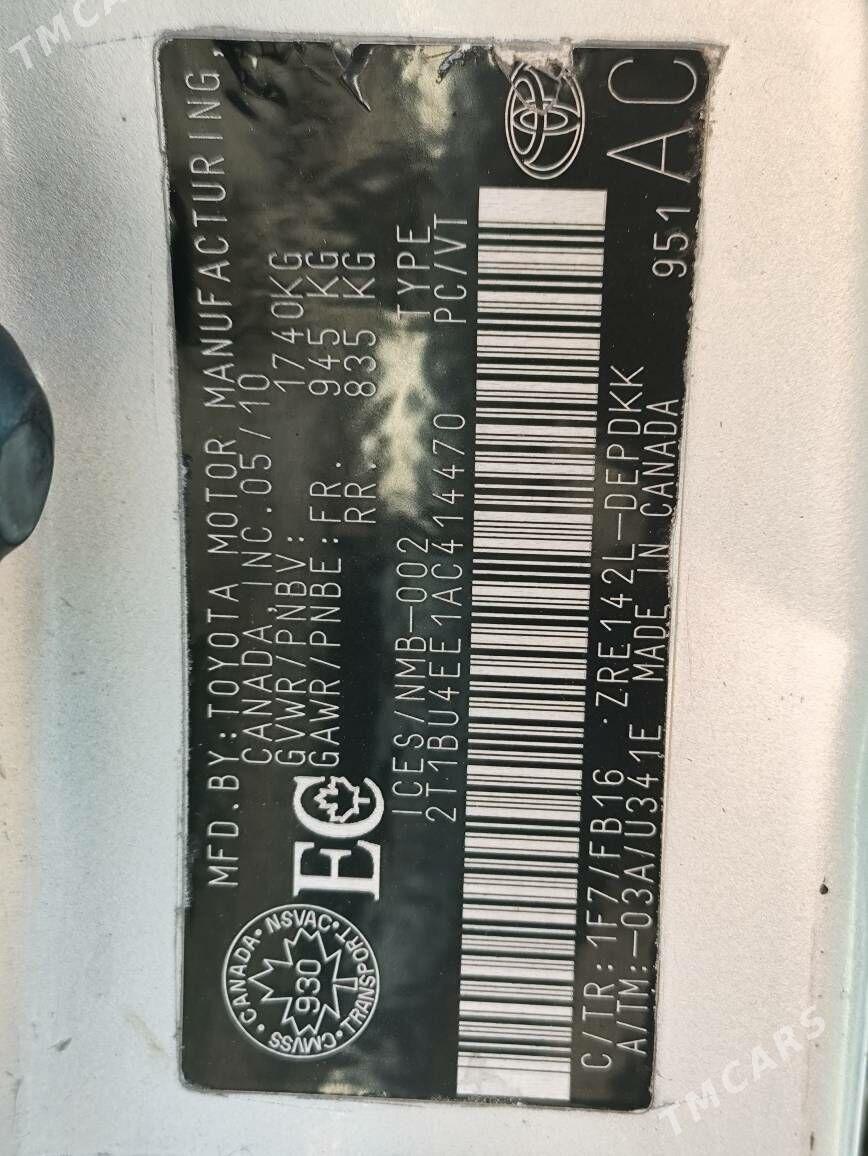 TMCARS
MFD.BY:TOYOTA MOTOR MANUFACTURING,
CANADA,INC.05/10
GVWR/PNBV: 1740KG
GAWR/PNBE:FR. 945 KG
RR. 835 KG
EC
CANADA • NSVAC • TRANSPORT • CMVSS •
930
ICES/NMB-002 TYPE
2T1BU4EE1AC414470 PC/VT
C/TR:1F7/FB16 ·ZRE142L-DEPDKK
A/TM:-03A/U341E MADE IN CANADA
951 AC
TMCARS